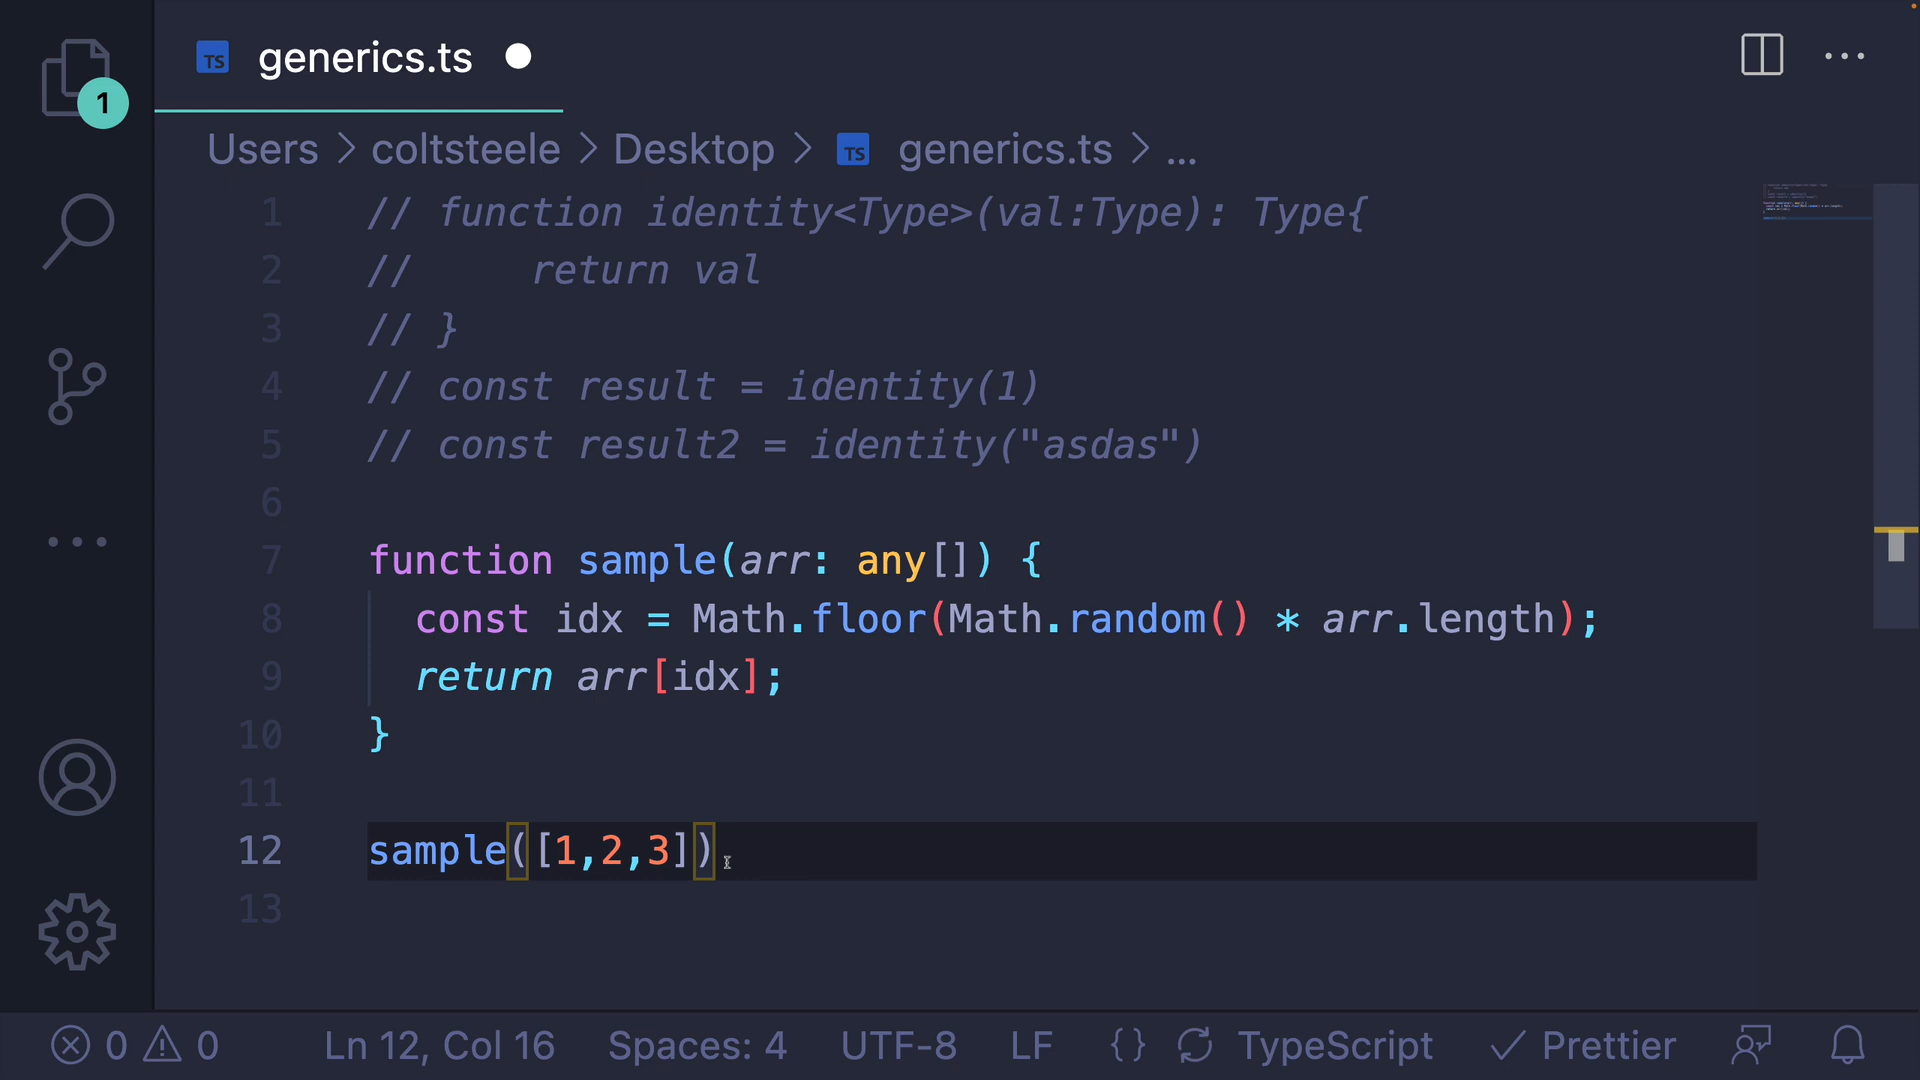 TS generics.ts
1
Users > coltsteele > Desktop > TS generics.ts > ...
1 // function identity<Type>(val:Type): Type{
2 //     return val
3 // }
4 // const result = identity(1)
5 // const result2 = identity("asdas")
6
7 function sample(arr: any[]) {
8   const idx = Math.floor(Math.random() * arr.length);
9   return arr[idx];
10 }
11
12 sample([1,2,3])
13
0 0 Ln 12, Col 16 Spaces: 4 UTF-8 LF {} TypeScript Prettier